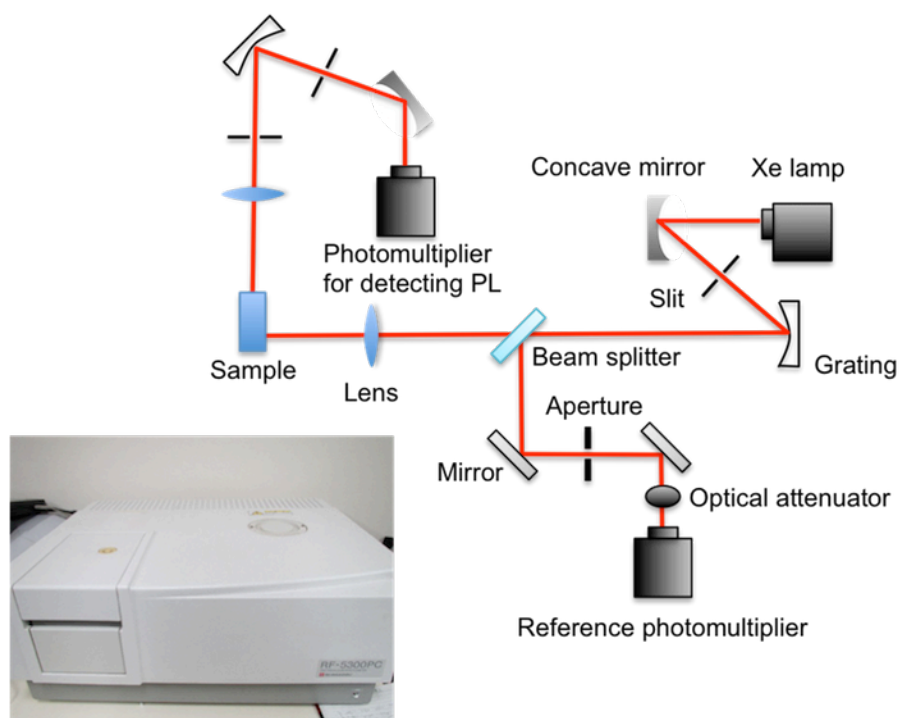 Concave mirror
Xe lamp
Photomultiplier
for detecting PL
Slit
Sample
Lens
Beam splitter
Grating
Aperture
Mirror
Optical attenuator
Reference photomultiplier
RF-5300PC